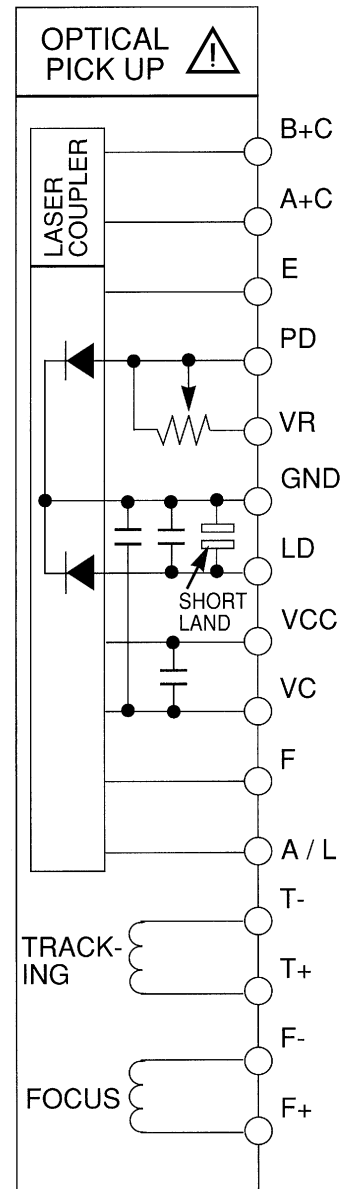 OPTICAL
PICK UP
!
LASER
COUPLER
B+C
A+C
E
PD
VR
GND
LD
SHORT
LAND
VCC
VC
F
A / L
T-
TRACK-
ING
T+
F-
FOCUS
F+